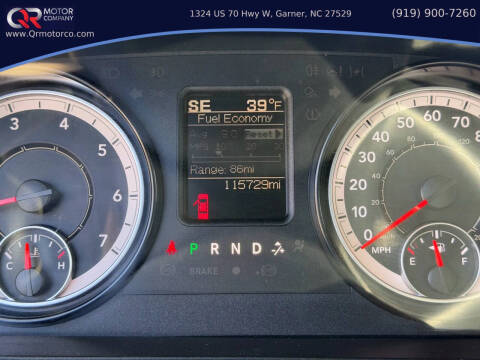 QR MOTOR COMPANY
www.Qrmotorco.com
1324 US 70 Hwy W, Garner, NC 27529
(919) 900-7260
SE 39°F
Fuel Economy
Reset
Range: 86mi
115729mi
3 4 5 6 7
C H
P R N D
BRAKE
0 10 20 30 40 50 60 70
MPH
E F